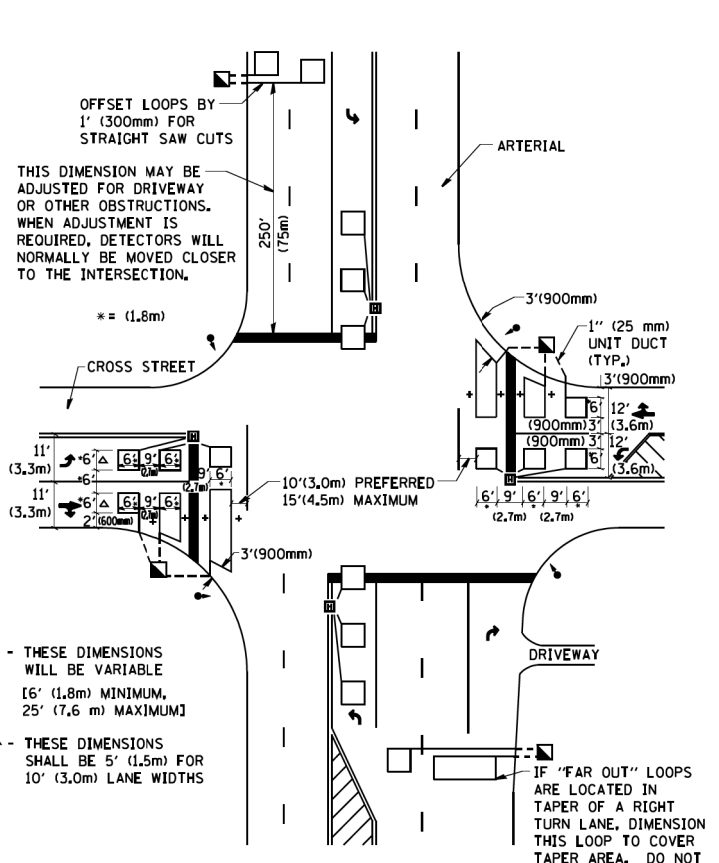 OFFSET LOOPS BY
1' (300mm) FOR
STRAIGHT SAW CUTS
THIS DIMENSION MAY BE
ADJUSTED FOR DRIVEWAY
OR OTHER OBSTRUCTIONS.
WHEN ADJUSTMENT IS
REQUIRED, DETECTORS WILL
NORMALLY BE MOVED CLOSER
TO THE INTERSECTION.
250'
(75m)
*= (1.8m)
ARTERIAL
3'(900mm)
1" (25 mm)
UNIT DUCT
(TYP.)
CROSS STREET
H
H
3'(900mm)
*6'
12'
(3.6m)
(900mm) 3'
(900mm) 3'
12'
*6'
(3.6m)
H
6' 9' 6' 9' 6'
* * *
(2.7m) (2.7m)
H
11'
(3.3m)
*6'
△
6' 9' 6'
(2.7m)
*6'
9' 6'
(2.7m) *
11'
(3.3m)
*6'
△
6' 9' 6'
(2.7m)
2' (600mm)
10'(3.0m) PREFERRED
15'(4.5m) MAXIMUM
3'(900mm)
H
- THESE DIMENSIONS
WILL BE VARIABLE
[6' (1.8m) MINIMUM,
25' (7.6 m) MAXIMUM]
- THESE DIMENSIONS
SHALL BE 5' (1.5m) FOR
10' (3.0m) LANE WIDTHS
DRIVEWAY
IF "FAR OUT" LOOPS
ARE LOCATED IN
TAPER OF A RIGHT
TURN LANE, DIMENSION
THIS LOOP TO COVER
TAPER AREA. DO NOT